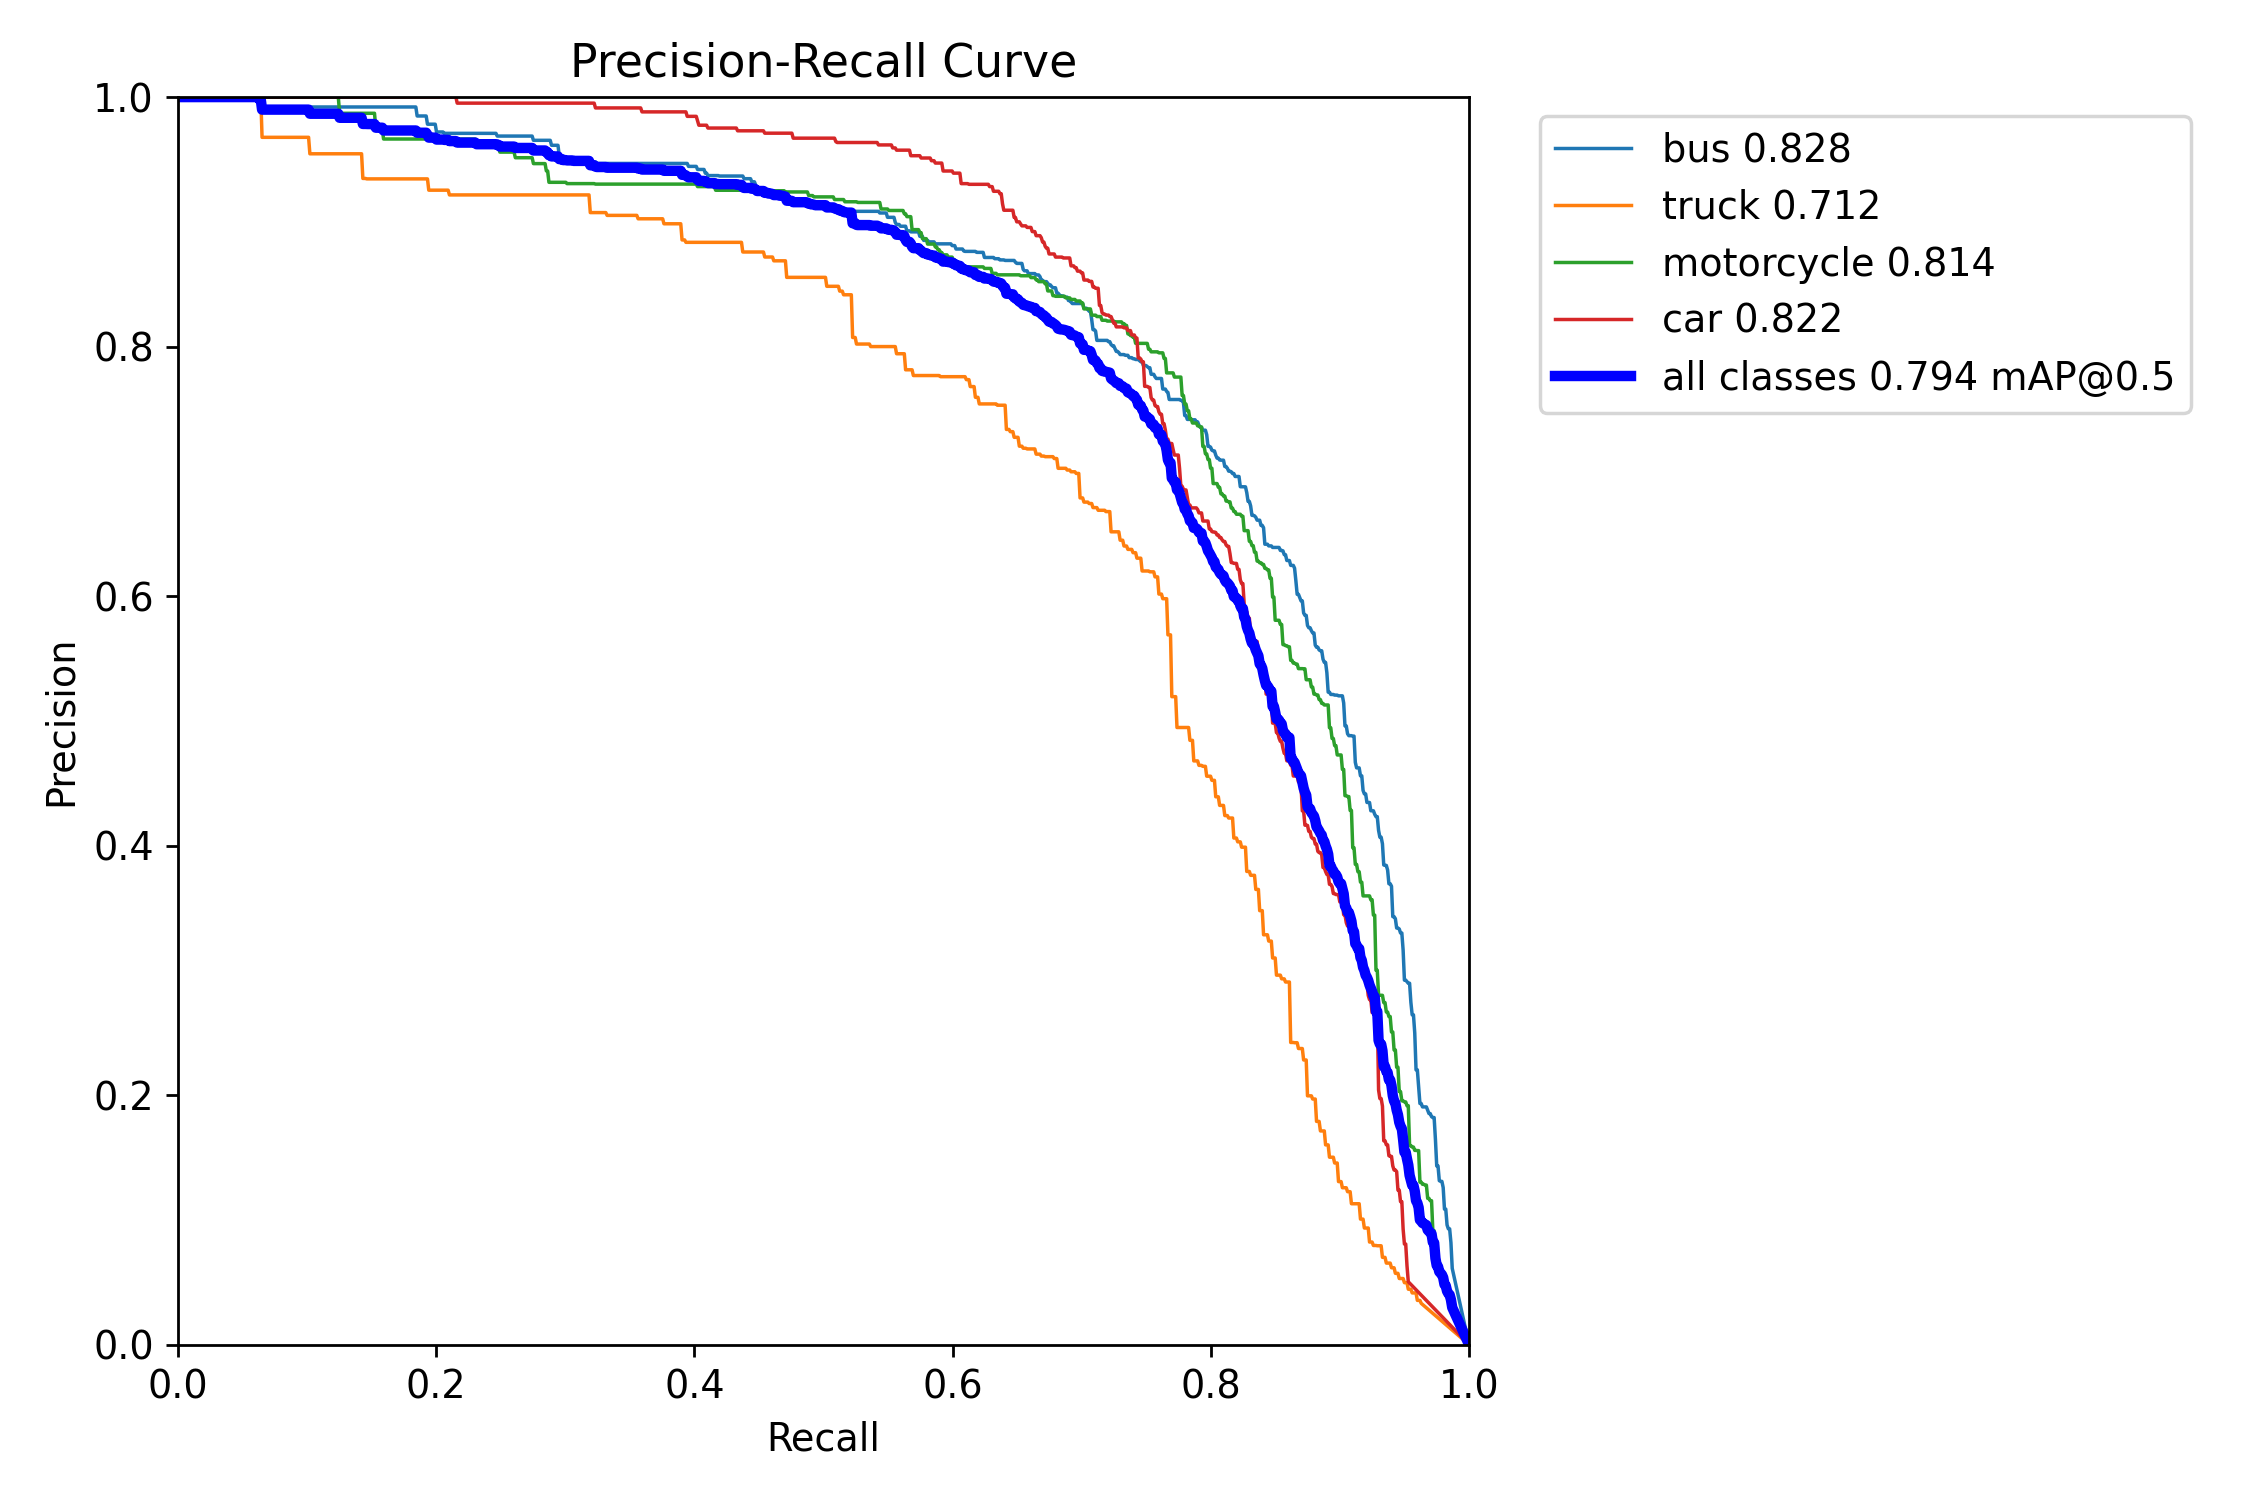 Precision-Recall Curve
1.0
0.8
0.6
0.4
0.2
0.0
Precision
0.0 0.2 0.4 0.6 0.8 1.0
Recall
bus 0.828
truck 0.712
motorcycle 0.814
car 0.822
all classes 0.794 mAP@0.5